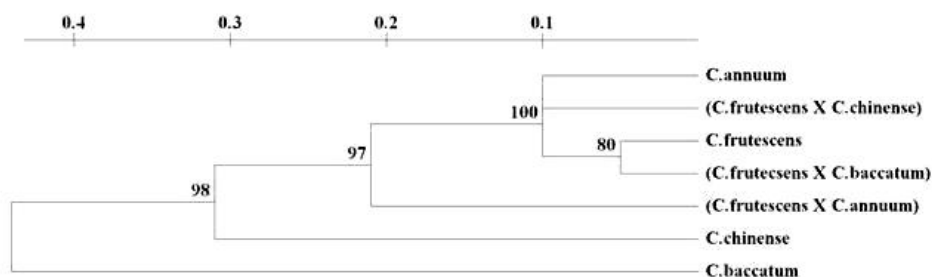 0.4 0.3 0.2 0.1
C.annuum
(C.frutescens X C.chinense)
100
C.frutescens
80
(C.frutecsens X C.baccatum)
97
(C.frutescens X C.annuum)
98
C.chinense
C.baccatum